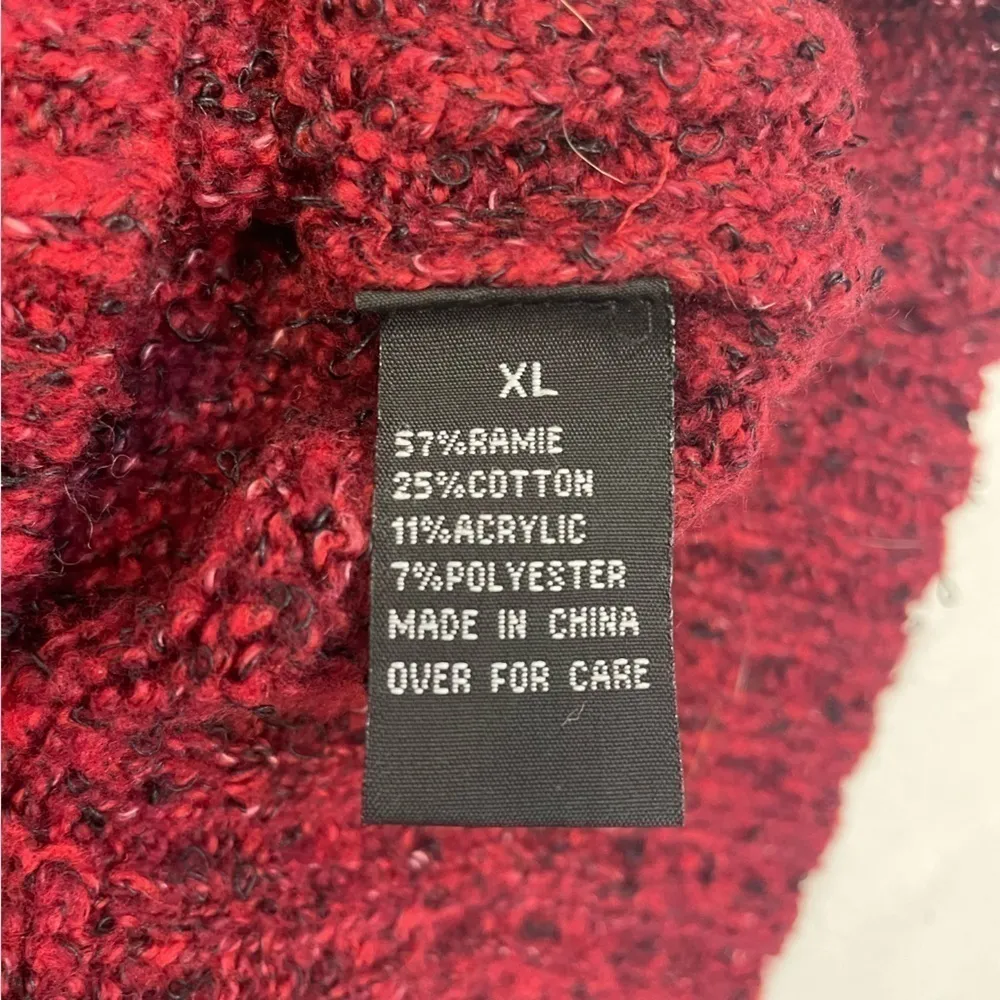 XL
57%RAMIE
25%COTTON
11%ACRYLIC
7%POLYESTER
MADE IN CHINA
OVER FOR CARE